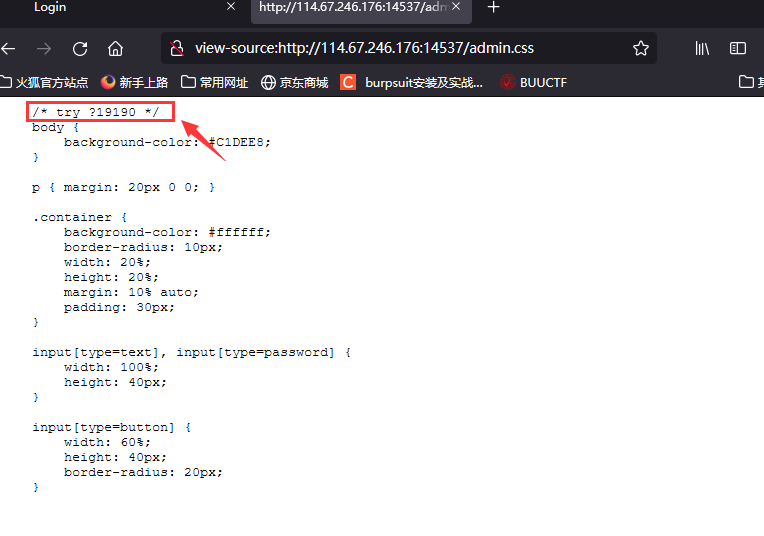 Login
http://114.67.246.176:14537/adm
view-source:http://114.67.246.176:14537/admin.css
火狐官方站点 新手上路 常用网址 京东商城 C burpsuit安装及实战... BUUCTF 其
/* try ?19190 */
body {
    background-color: #C1DEE8;
}
p { margin: 20px 0 0; }
.container {
    background-color: #ffffff;
    border-radius: 10px;
    width: 20%;
    height: 20%;
    margin: 10% auto;
    padding: 30px;
}
input[type=text], input[type=password] {
    width: 100%;
    height: 40px;
}
input[type=button] {
    width: 60%;
    height: 40px;
    border-radius: 20px;
}